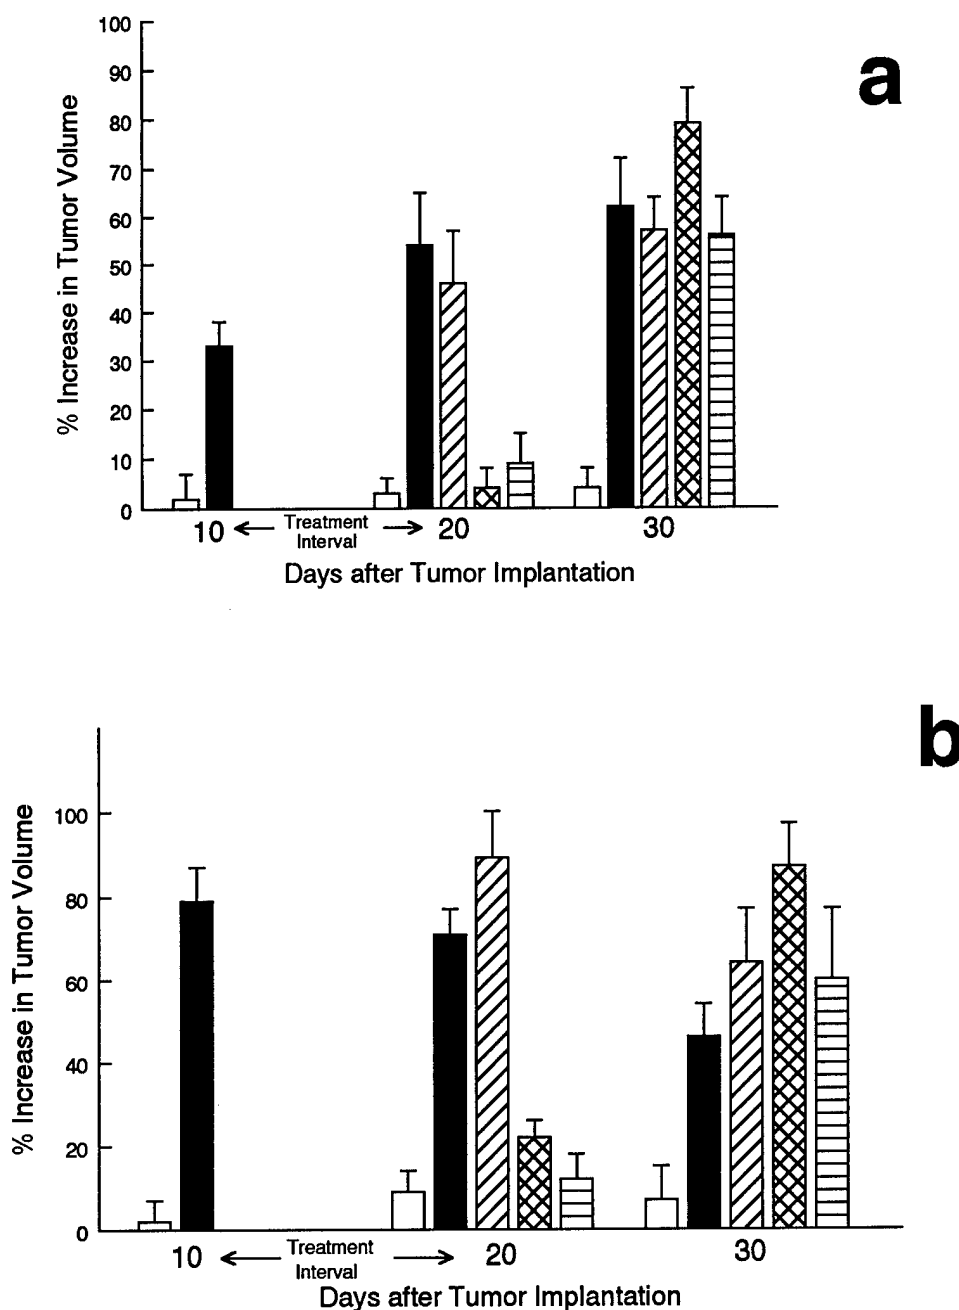 a
100
90
80
70
60
50
40
30
20
10
0
% Increase in Tumor Volume
10
Treatment
Interval
20
30
Days after Tumor Implantation
b
100
80
60
40
20
0
% Increase in Tumor Volume
10
Treatment
Interval
20
30
Days after Tumor Implantation